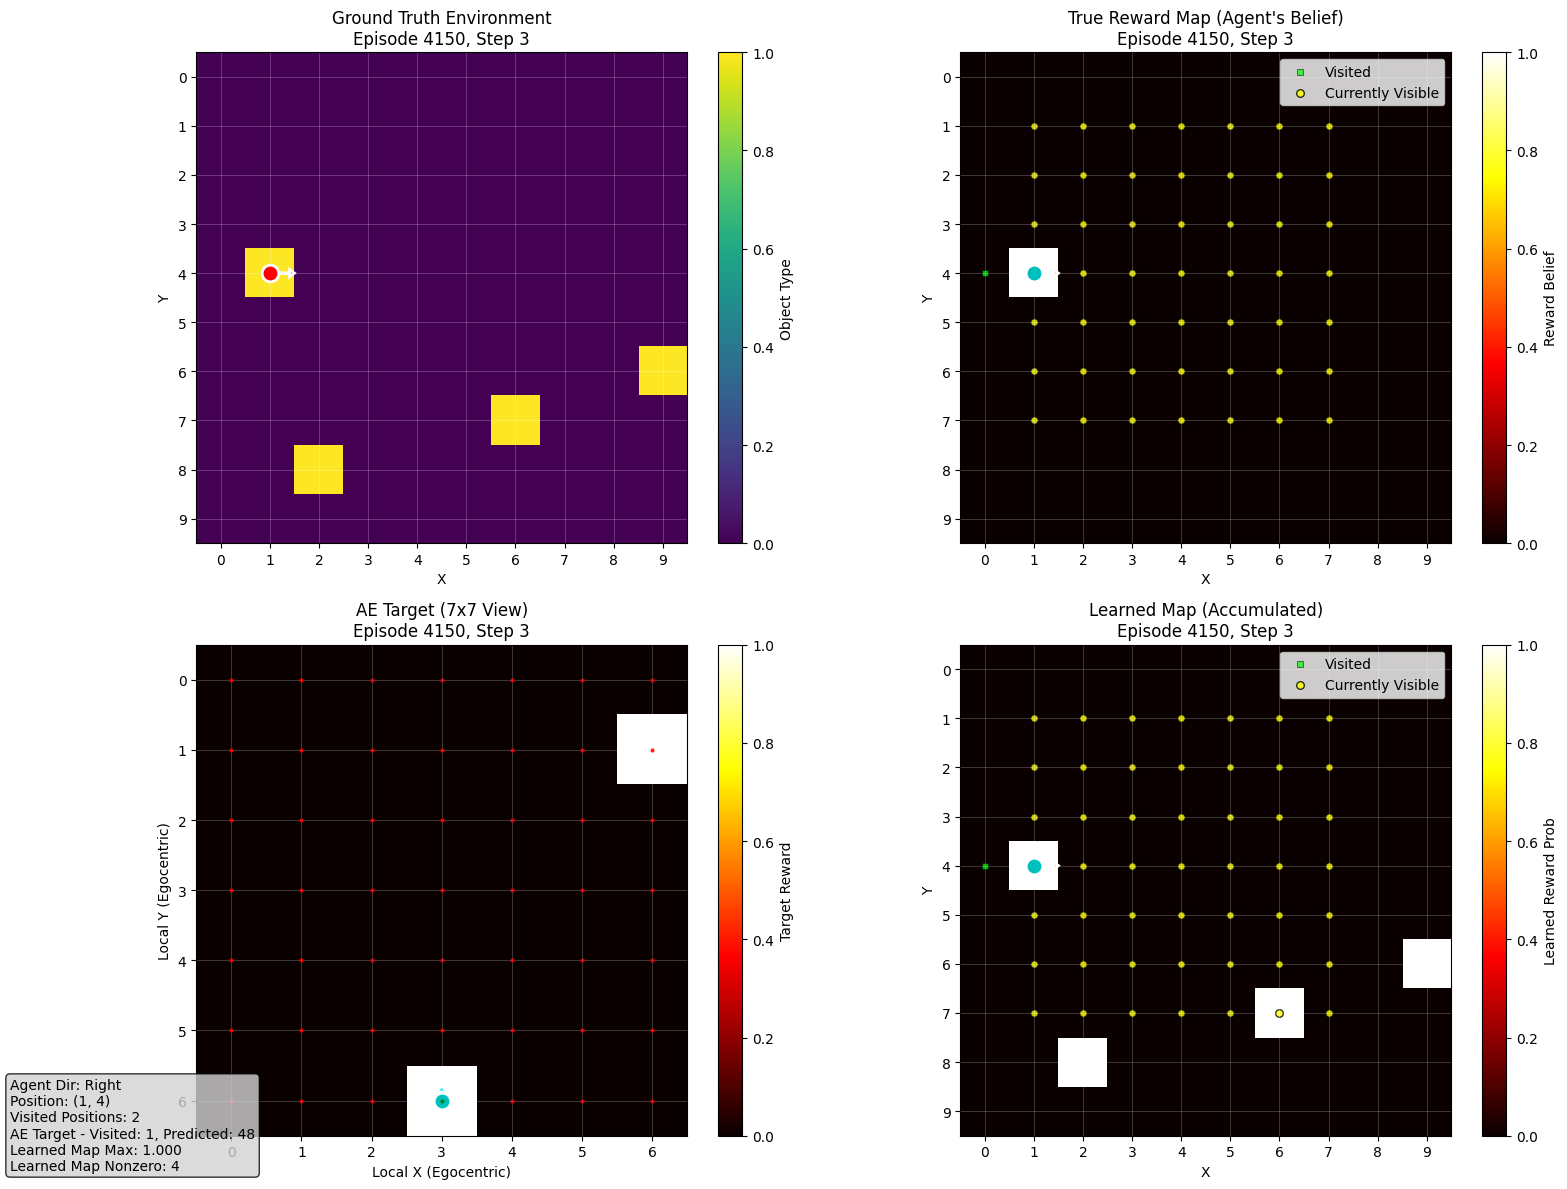 Ground Truth Environment
Episode 4150, Step 3
0
1
2
3
4
5
6
7
8
9
Y
0 1 2 3 4 5 6 7 8 9
X
1.0
0.8
0.6
0.4
0.2
0.0
Object Type
True Reward Map (Agent's Belief)
Episode 4150, Step 3
Visited
Currently Visible
0
1
2
3
4
5
6
7
8
9
Y
0 1 2 3 4 5 6 7 8 9
X
1.0
0.8
0.6
0.4
0.2
0.0
Reward Belief
AE Target (7x7 View)
Episode 4150, Step 3
0
1
2
3
4
5
6
Local Y (Egocentric)
0 1 2 3 4 5 6
Local X (Egocentric)
1.0
0.8
0.6
0.4
0.2
0.0
Target Reward
Agent Dir: Right
Position: (1, 4)
Visited Positions: 2
AE Target - Visited: 1, Predicted: 48
Learned Map Max: 1.000
Learned Map Nonzero: 4
Learned Map (Accumulated)
Episode 4150, Step 3
Visited
Currently Visible
0
1
2
3
4
5
6
7
8
9
Y
0 1 2 3 4 5 6 7 8 9
X
1.0
0.8
0.6
0.4
0.2
0.0
Learned Reward Prob